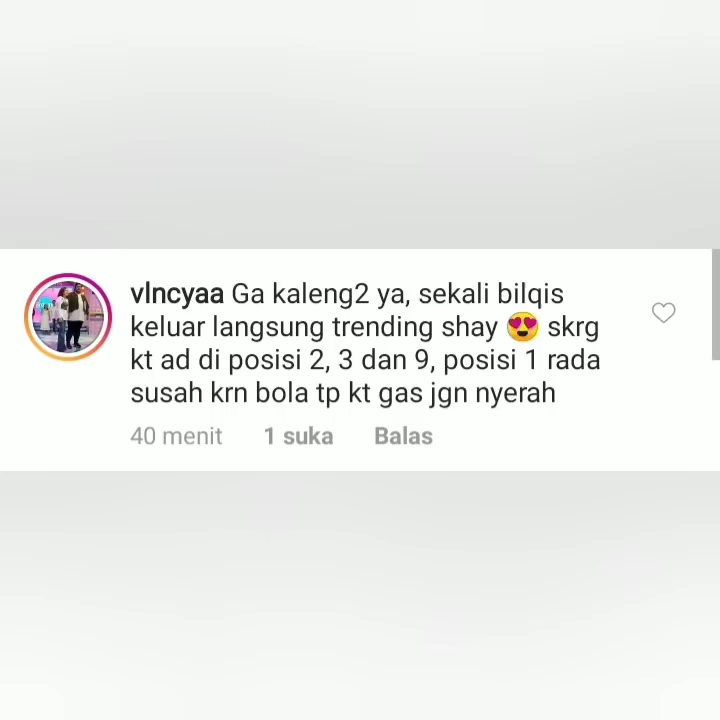 vlncyaa Ga kaleng2 ya, sekali bilqis
keluar langsung trending shay 😍 skrg
kt ad di posisi 2, 3 dan 9, posisi 1 rada
susah krn bola tp kt gas jgn nyerah
40 menit 1 suka Balas